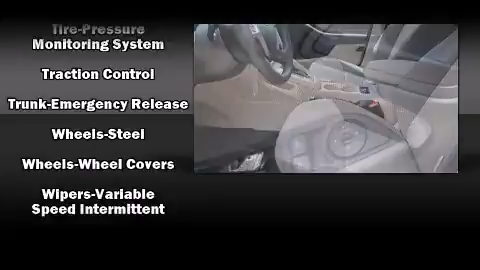 Tire-Pressure
Monitoring System
Traction Control
Trunk-Emergency Release
Wheels-Steel
Wheels-Wheel Covers
Wipers-Variable
Speed Intermittent